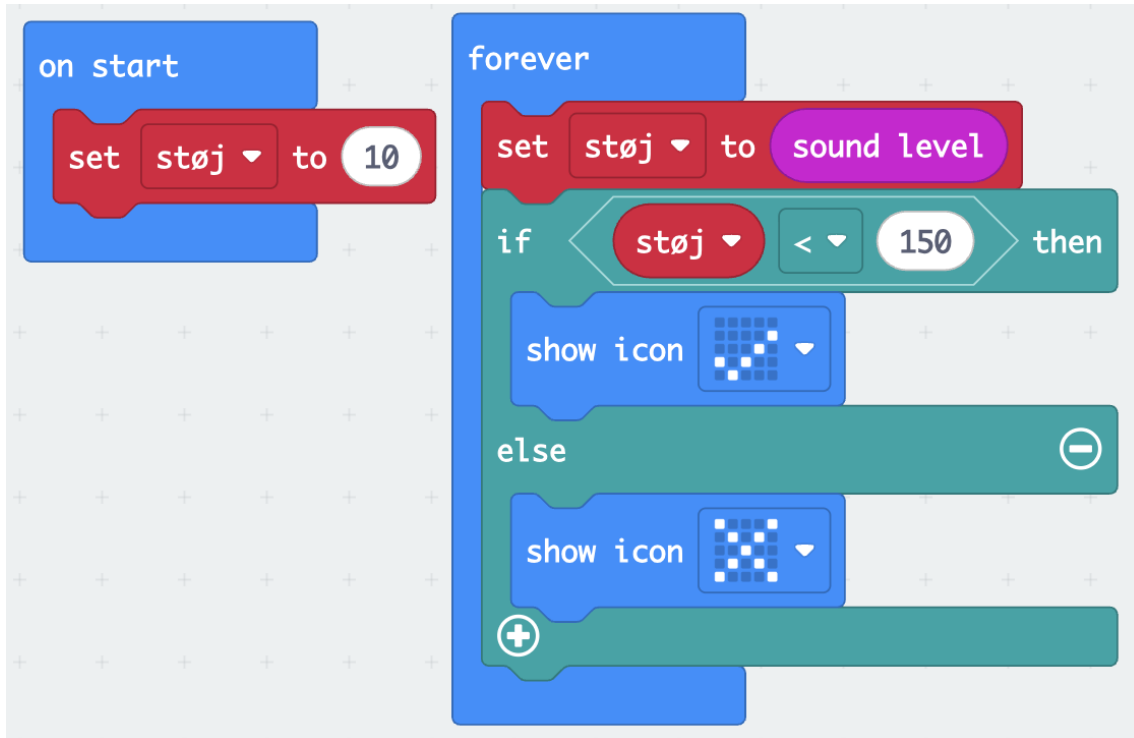 on start
set støj to 10
forever
set støj to sound level
if støj < 150 then
show icon
else
show icon